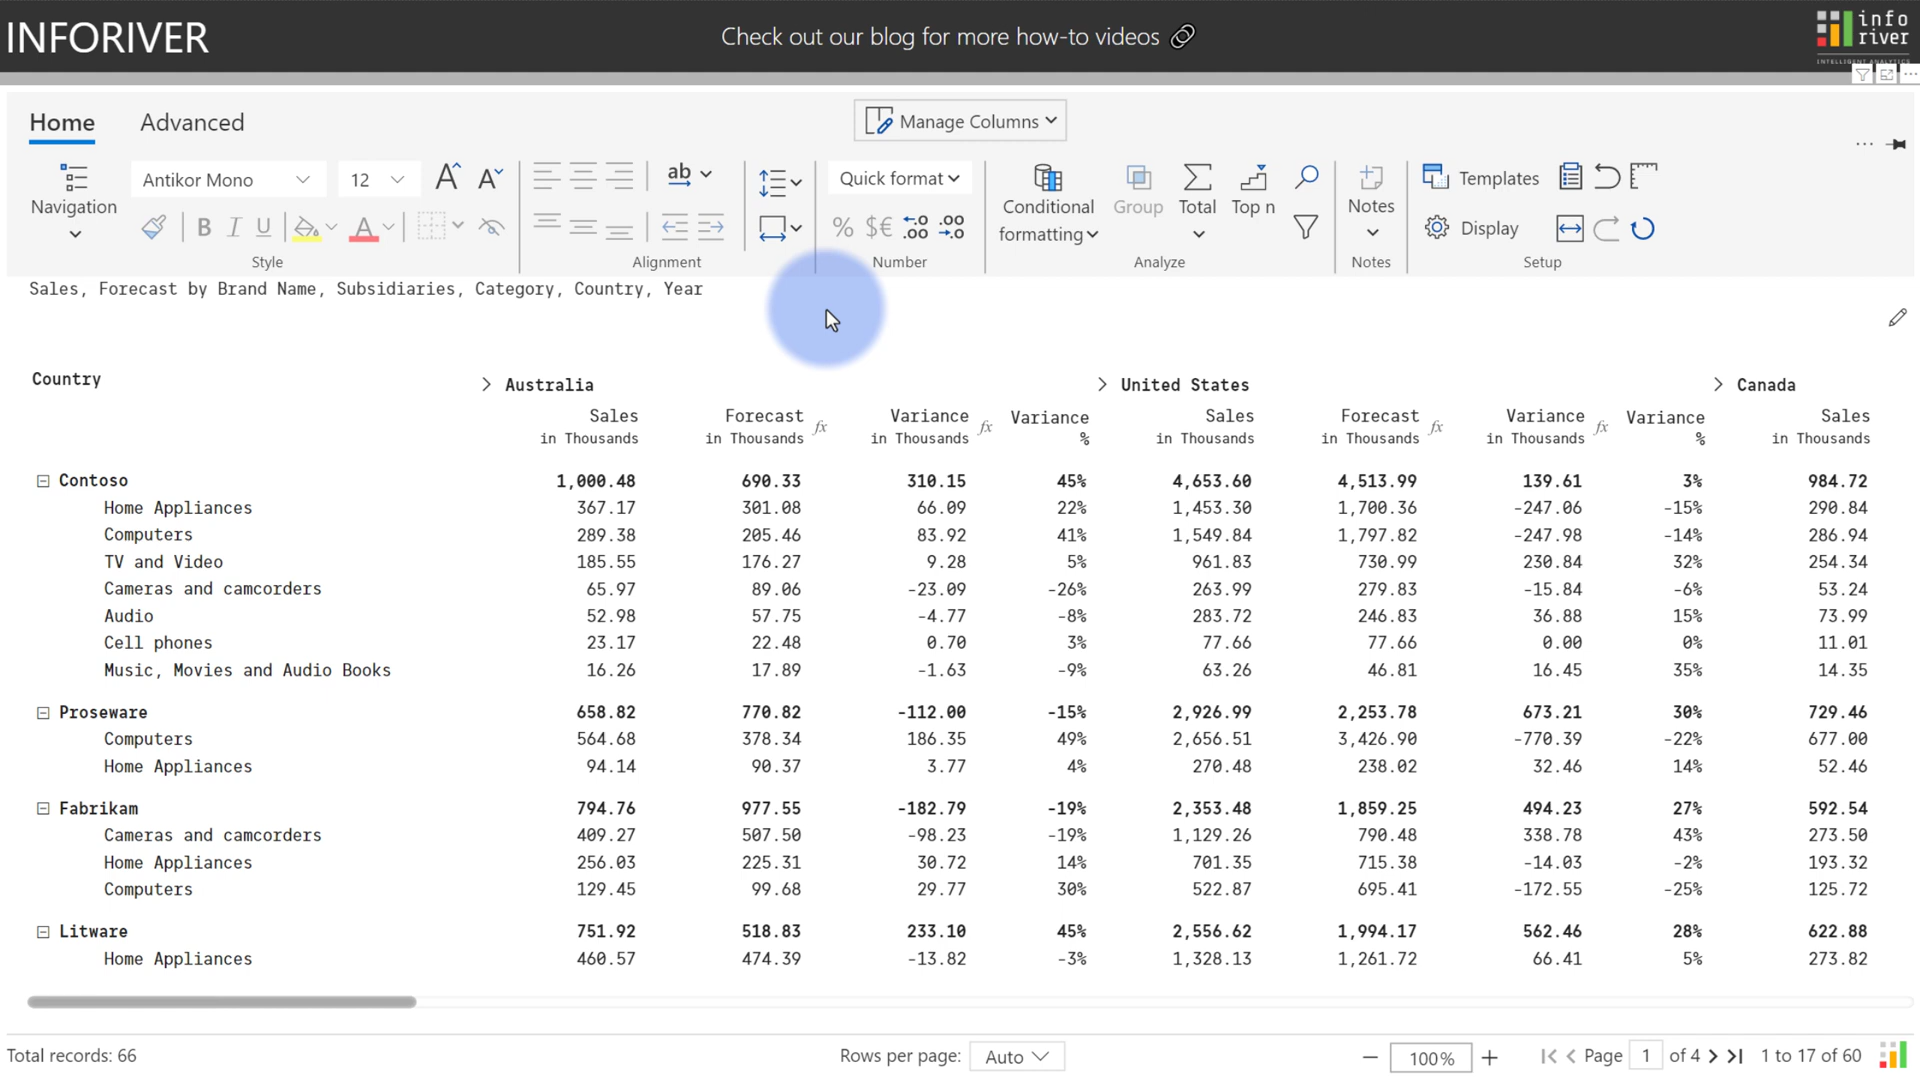 INFORIVER
Check out our blog for more how-to videos
info
river
INTELLIGENT ANALYTICS
Home Advanced
Manage Columns
Navigation
Antikor Mono 12
A A
ab
Quick format
B I U A
% $€ .0 .00 .00 .0
Conditional
formatting
Group
Total
Top n
Notes
Templates
Display
Style Alignment Number Analyze Notes Setup
Sales, Forecast by Brand Name, Subsidiaries, Category, Country, Year
Country Australia United States Canada
Sales Forecast fx Variance fx Variance Sales Forecast fx Variance fx Variance Sales
in Thousands in Thousands in Thousands % in Thousands in Thousands in Thousands % in Thousands
Contoso 1,000.48 690.33 310.15 45% 4,653.60 4,513.99 139.61 3% 984.72
Home Appliances 367.17 301.08 66.09 22% 1,453.30 1,700.36 -247.06 -15% 290.84
Computers 289.38 205.46 83.92 41% 1,549.84 1,797.82 -247.98 -14% 286.94
TV and Video 185.55 176.27 9.28 5% 961.83 730.99 230.84 32% 254.34
Cameras and camcorders 65.97 89.06 -23.09 -26% 263.99 279.83 -15.84 -6% 53.24
Audio 52.98 57.75 -4.77 -8% 283.72 246.83 36.88 15% 73.99
Cell phones 23.17 22.48 0.70 3% 77.66 77.66 0.00 0% 11.01
Music, Movies and Audio Books 16.26 17.89 -1.63 -9% 63.26 46.81 16.45 35% 14.35
Proseware 658.82 770.82 -112.00 -15% 2,926.99 2,253.78 673.21 30% 729.46
Computers 564.68 378.34 186.35 49% 2,656.51 3,426.90 -770.39 -22% 677.00
Home Appliances 94.14 90.37 3.77 4% 270.48 238.02 32.46 14% 52.46
Fabrikam 794.76 977.55 -182.79 -19% 2,353.48 1,859.25 494.23 27% 592.54
Cameras and camcorders 409.27 507.50 -98.23 -19% 1,129.26 790.48 338.78 43% 273.50
Home Appliances 256.03 225.31 30.72 14% 701.35 715.38 -14.03 -2% 193.32
Computers 129.45 99.68 29.77 30% 522.87 695.41 -172.55 -25% 125.72
Litware 751.92 518.83 233.10 45% 2,556.62 1,994.17 562.46 28% 622.88
Home Appliances 460.57 474.39 -13.82 -3% 1,328.13 1,261.72 66.41 5% 273.82
Total records: 66 Rows per page: Auto 100% Page 1 of 4 1 to 17 of 60